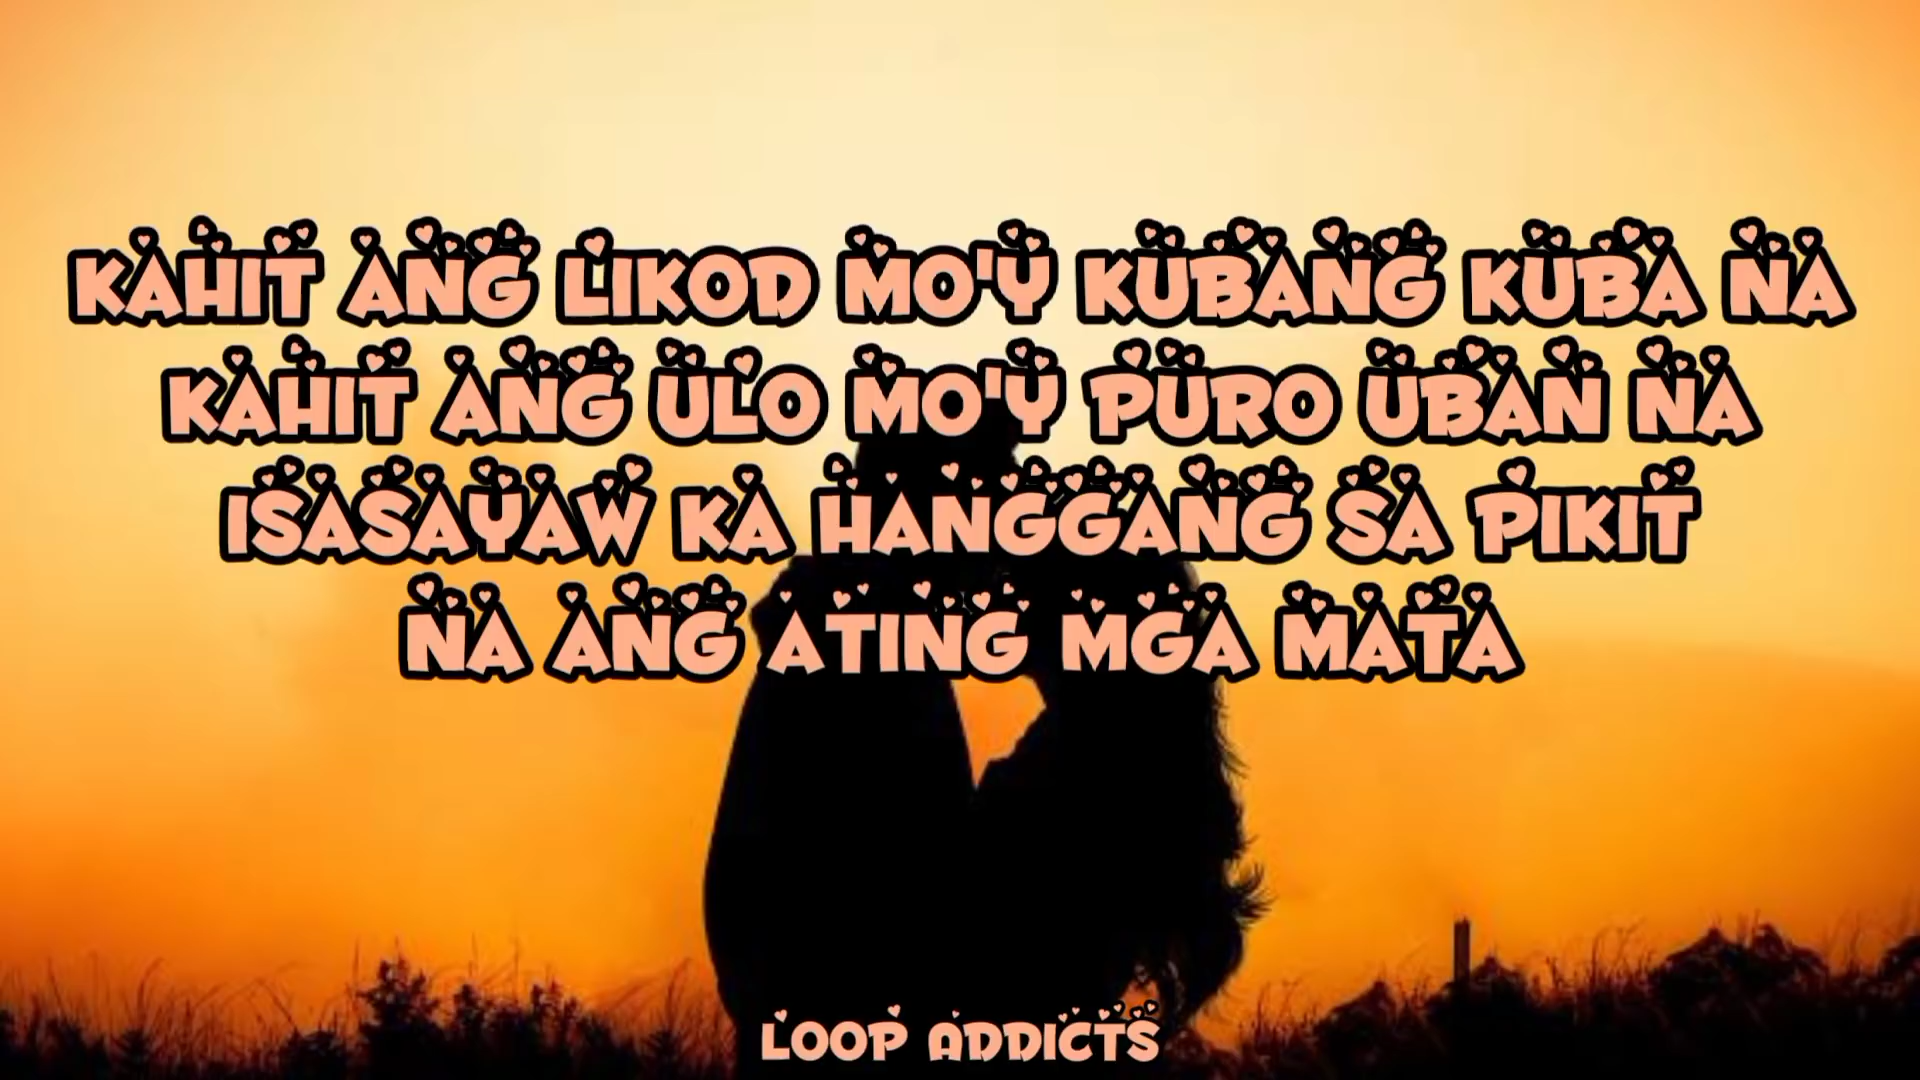 KAHIT ANG LIKOD MO'Y KUBANG KUBA NA
KAHIT ANG ULO MO'Y PURO UBAN NA
ISASAYAW KA HANGGANG SA PIKIT
NA ANG ATING MGA MATA
LOOP ADDICTS